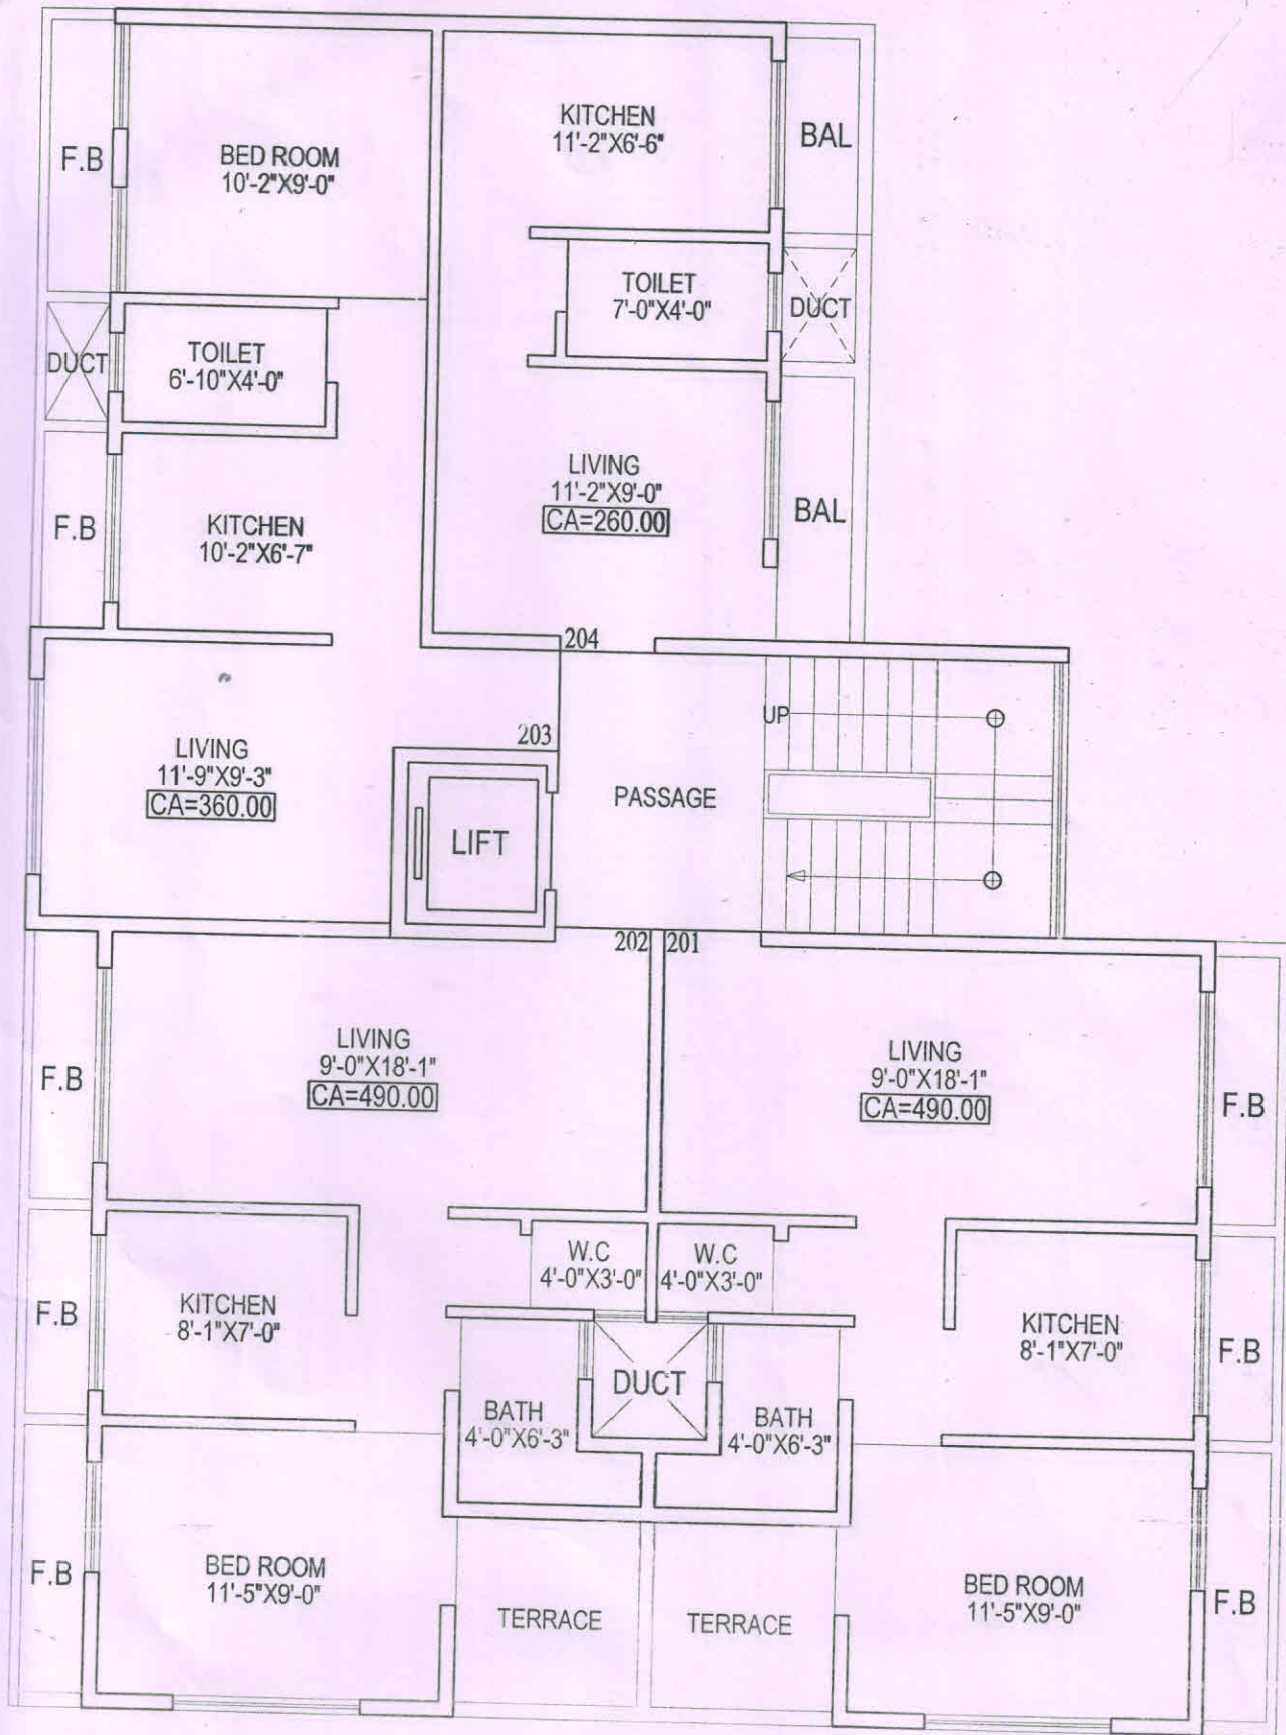 F.B
BED ROOM
10'-2"X9'-0"
KITCHEN
11'-2"X6'-6"
BAL
DUCT
TOILET
6'-10"X4'-0"
TOILET
7'-0"X4'-0"
DUCT
F.B
KITCHEN
10'-2"X6'-7"
LIVING
11'-2"X9'-0"
CA=260.00
BAL
204
LIVING
11'-9"X9'-3"
CA=360.00
203
LIFT
PASSAGE
UP
202
201
F.B
LIVING
9'-0"X18'-1"
CA=490.00
LIVING
9'-0"X18'-1"
CA=490.00
F.B
F.B
KITCHEN
8'-1"X7'-0"
W.C
4'-0"X3'-0"
W.C
4'-0"X3'-0"
KITCHEN
8'-1"X7'-0"
F.B
DUCT
BATH
4'-0"X6'-3"
BATH
4'-0"X6'-3"
F.B
BED ROOM
11'-5"X9'-0"
TERRACE
TERRACE
BED ROOM
11'-5"X9'-0"
F.B